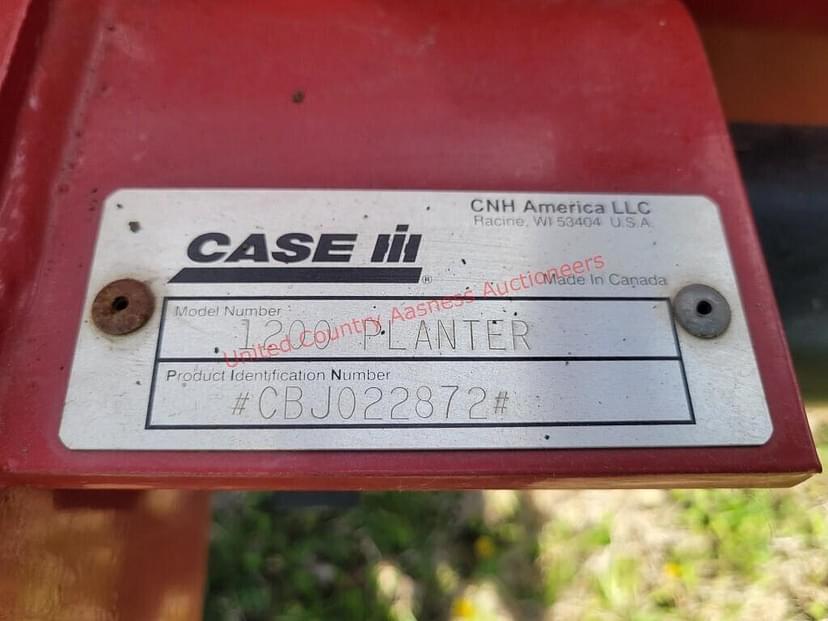 CNH America LLC
Racine, WI 53404 U.S.A.
CASE IH
®
Made In Canada
Model Number
1200 PLANTER
United Country Aasness Auctioneers
Product Identification Number
#CBJ022872#